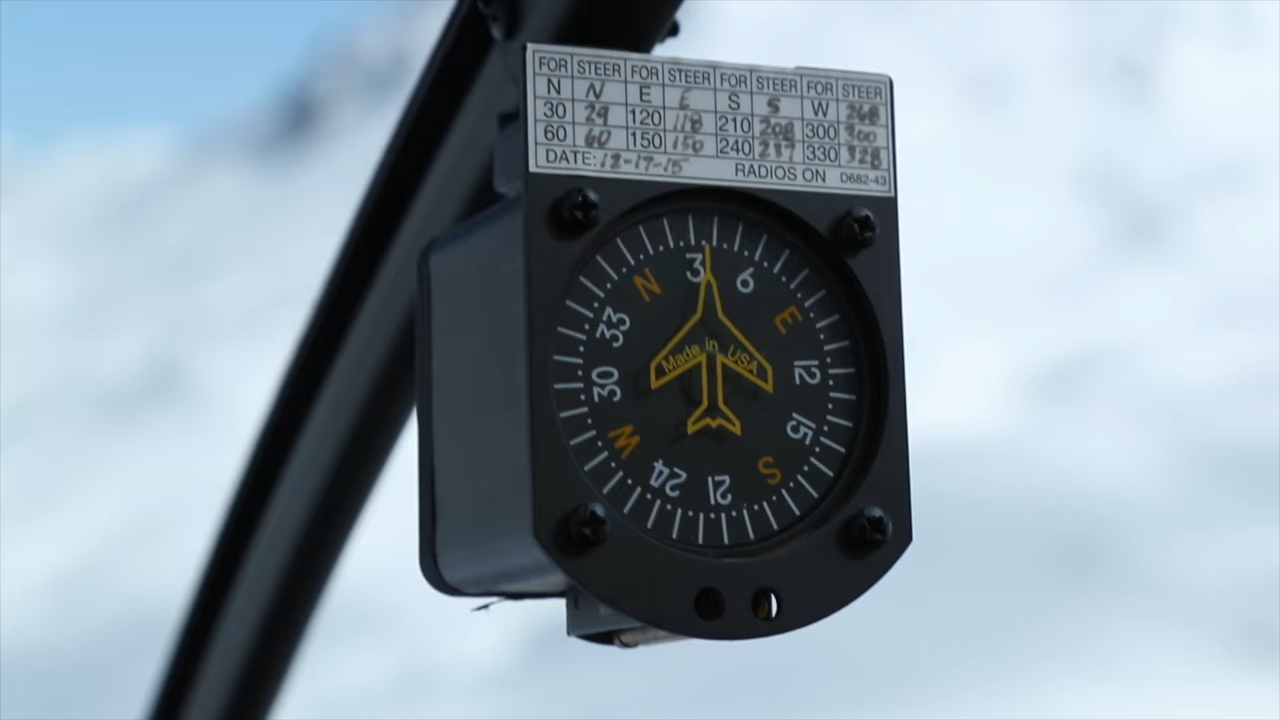 FOR STEER FOR STEER FOR STEER FOR STEER
N N E E S S W 268
30 29 120 118 210 208 300 300
60 60 150 150 240 237 330 328
DATE: 12-17-15 RADIOS ON D682-43
N 3 6 E 12 15 S 21 24 W 30 33
Made in USA